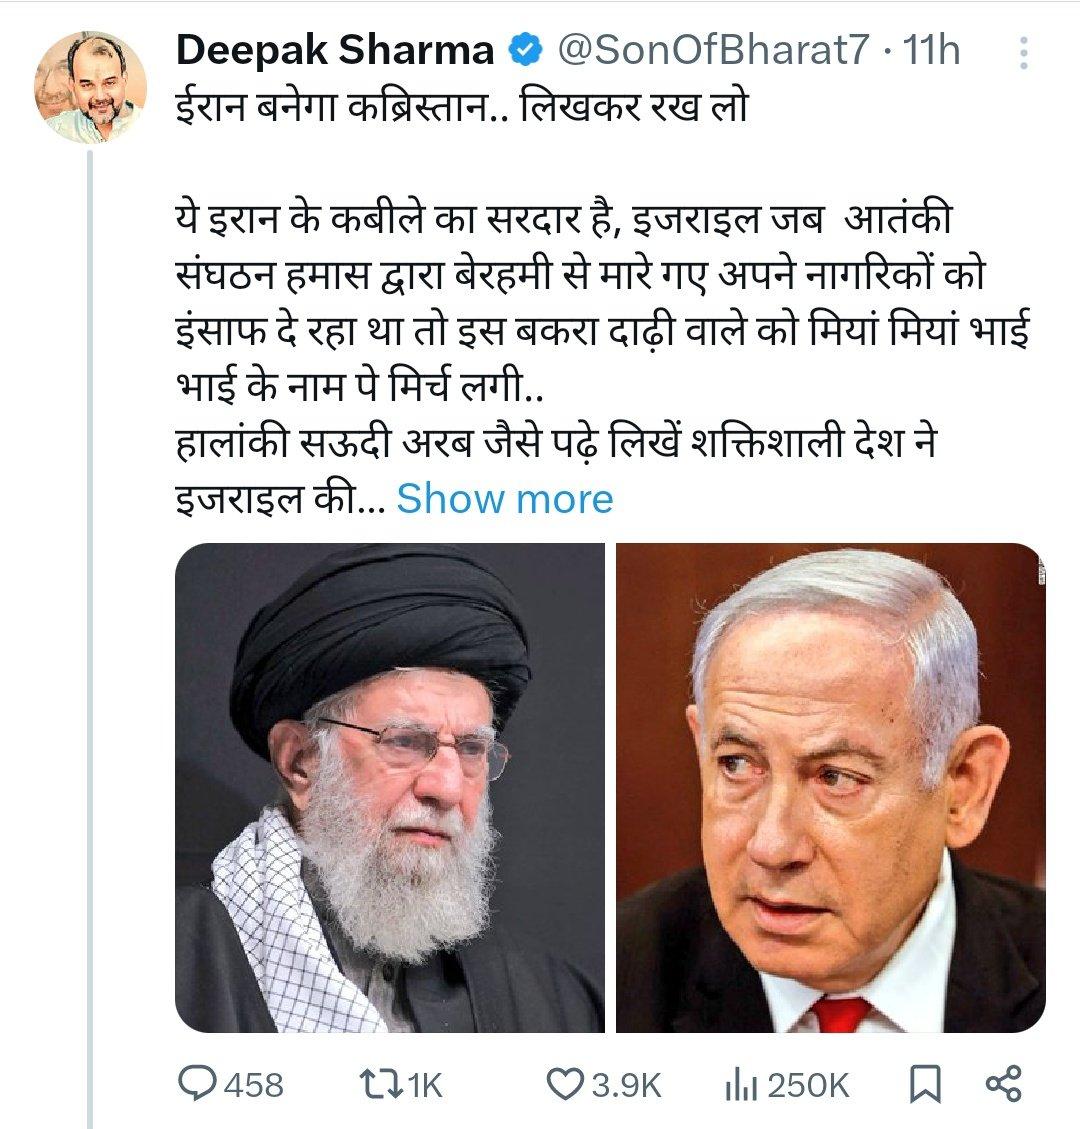 Deepak Sharma @SonOfBharat7 · 11h
ईरान बनेगा कब्रिस्तान.. लिखकर रख लो
ये इरान के कबीले का सरदार है, इजराइल जब आतंकी
संघठन हमास द्वारा बेरहमी से मारे गए अपने नागरिकों को
इंसाफ दे रहा था तो इस बकरा दाढ़ी वाले को मियां मियां भाई
भाई के नाम पे मिर्च लगी..
हालांकी सऊदी अरब जैसे पढ़े लिखें शक्तिशाली देश ने
इजराइल की... Show more
458 1K 3.9K 250K